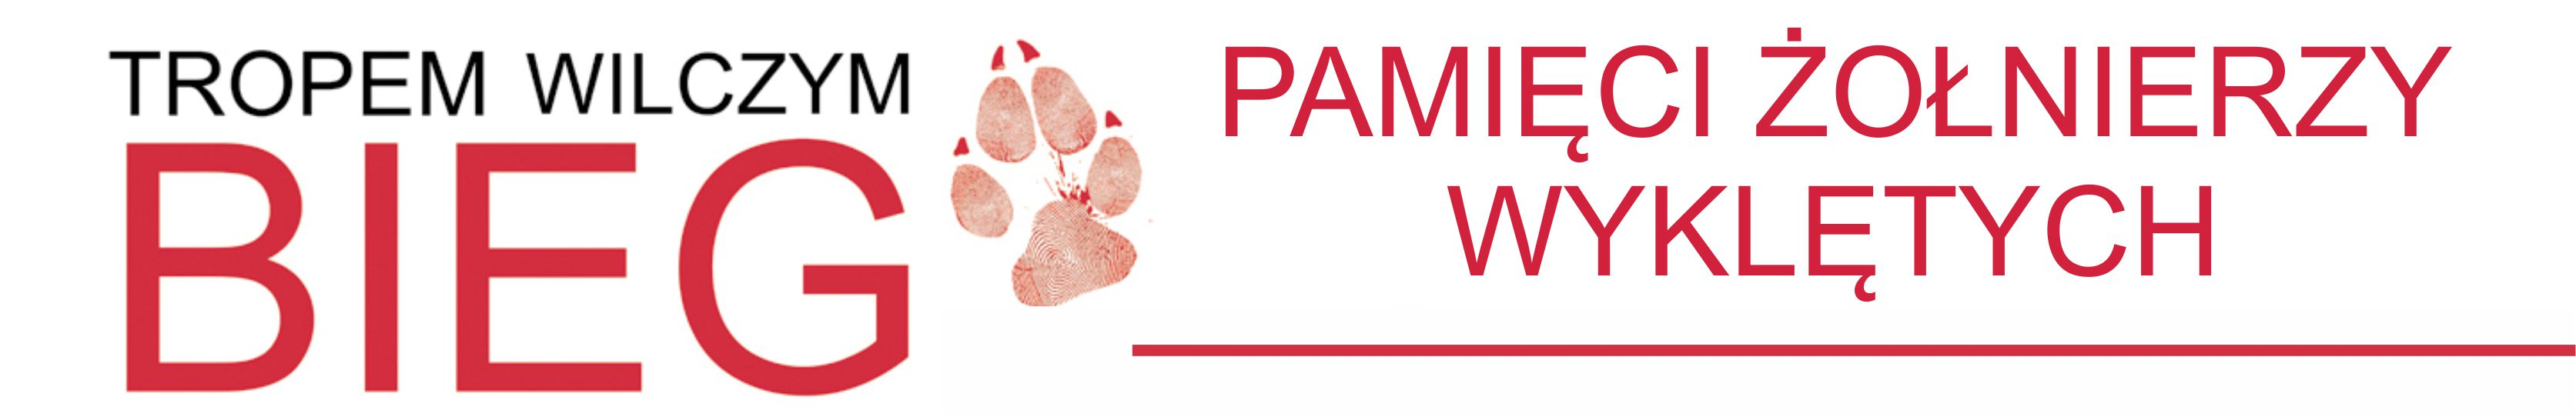 TROPEM WILCZYM
BIEG
PAMIĘCI ŻOŁNIERZY
WYKLĘTYCH